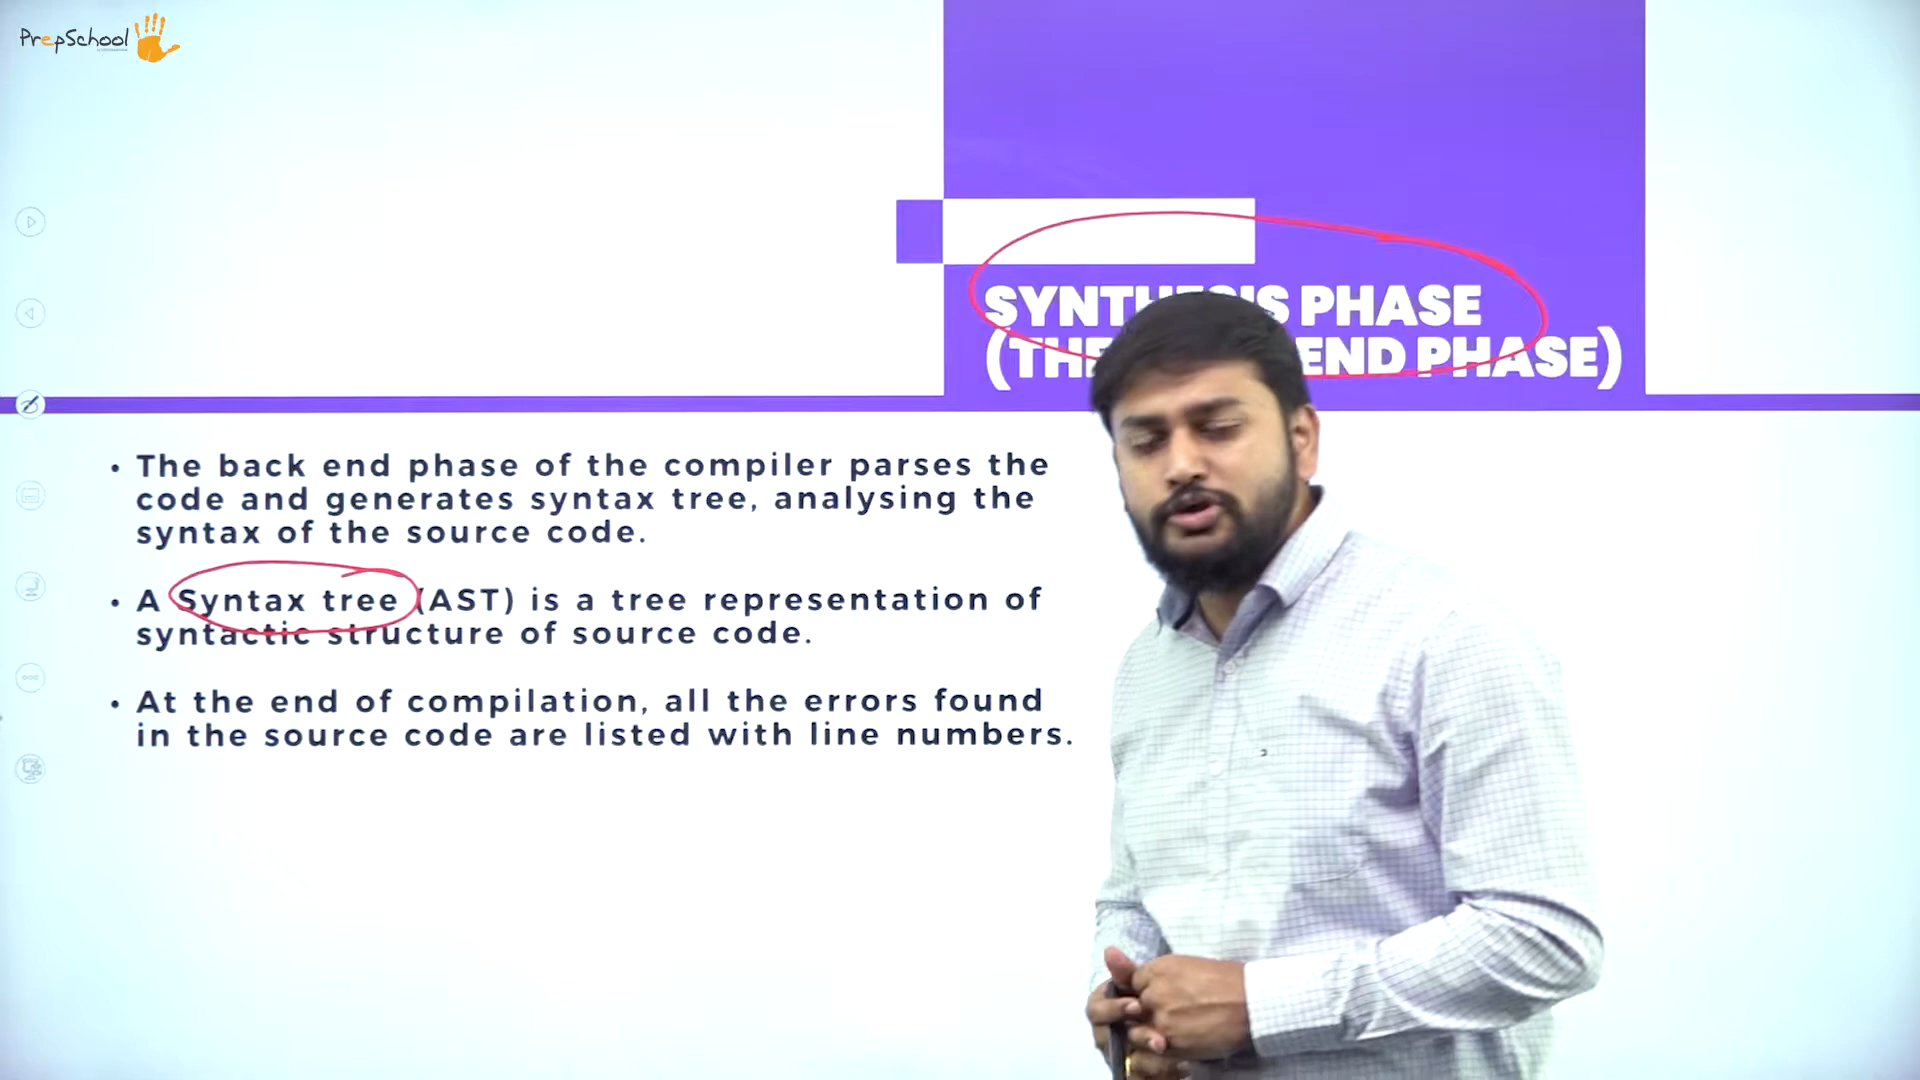 PrepSchool
SYNTHESIS PHASE
(THE END PHASE)
• The back end phase of the compiler parses the
code and generates syntax tree, analysing the
syntax of the source code.
• A Syntax tree (AST) is a tree representation of
syntactic structure of source code.
• At the end of compilation, all the errors found
in the source code are listed with line numbers.